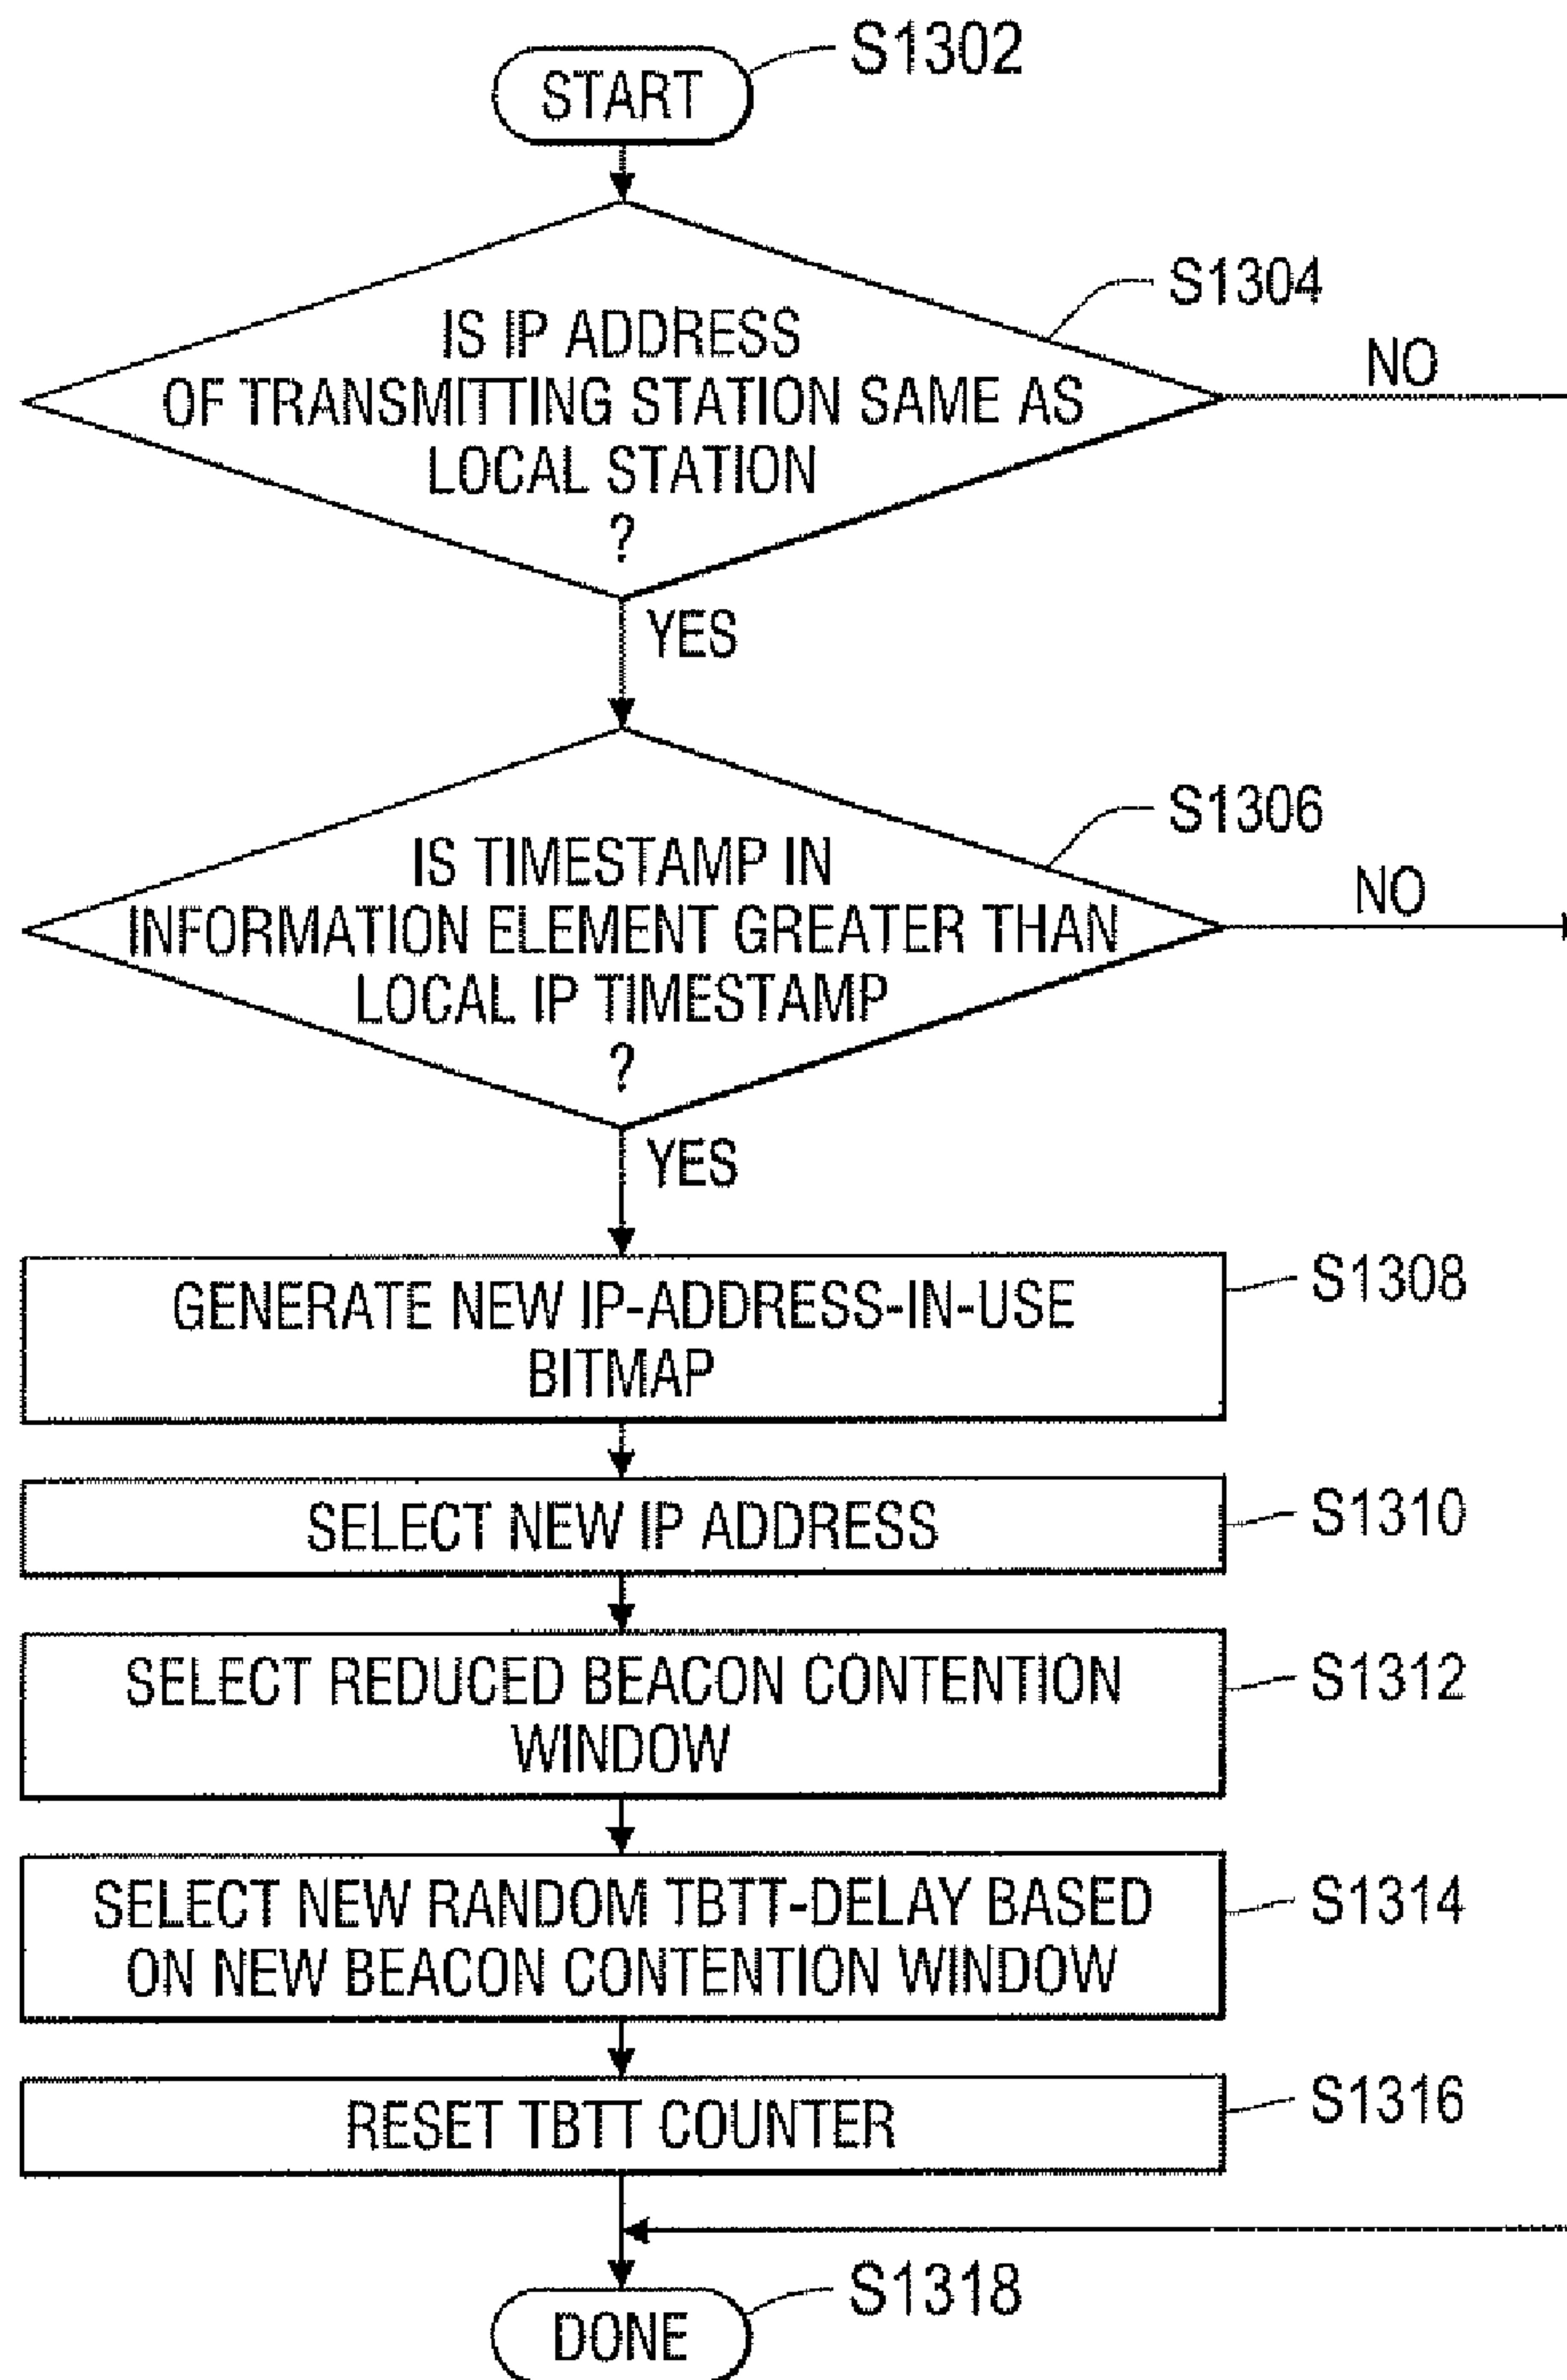 START
S1302
IS IP ADDRESS
OF TRANSMITTING STATION SAME AS
LOCAL STATION
?
S1304
NO
YES
IS TIMESTAMP IN
INFORMATION ELEMENT GREATER THAN
LOCAL IP TIMESTAMP
?
S1306
NO
YES
GENERATE NEW IP-ADDRESS-IN-USE
BITMAP
S1308
SELECT NEW IP ADDRESS
S1310
SELECT REDUCED BEACON CONTENTION
WINDOW
S1312
SELECT NEW RANDOM TBTT-DELAY BASED
ON NEW BEACON CONTENTION WINDOW
S1314
RESET TBTT COUNTER
S1316
DONE
S1318